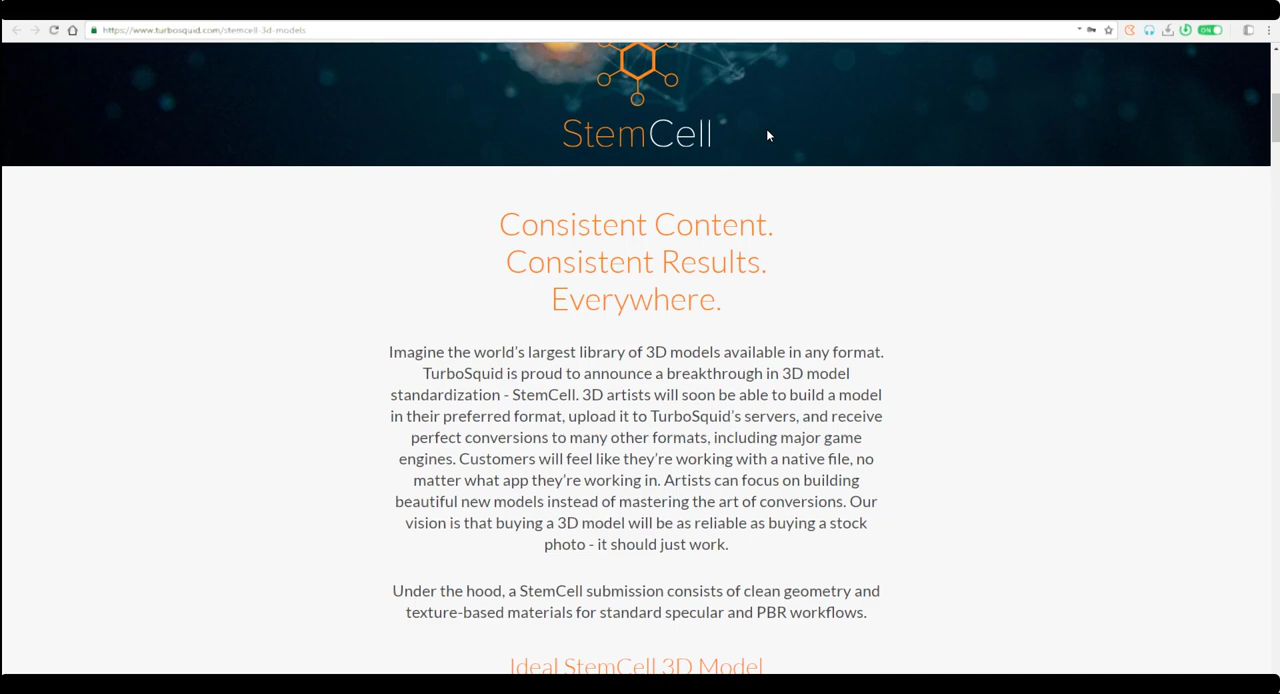 https://www.turbosquid.com/stemcell-3d-models
ON
StemCell
Consistent Content.
Consistent Results.
Everywhere.
Imagine the world’s largest library of 3D models available in any format.
TurboSquid is proud to announce a breakthrough in 3D model
standardization - StemCell. 3D artists will soon be able to build a model
in their preferred format, upload it to TurboSquid’s servers, and receive
perfect conversions to many other formats, including major game
engines. Customers will feel like they’re working with a native file, no
matter what app they’re working in. Artists can focus on building
beautiful new models instead of mastering the art of conversions. Our
vision is that buying a 3D model will be as reliable as buying a stock
photo - it should just work.
Under the hood, a StemCell submission consists of clean geometry and
texture-based materials for standard specular and PBR workflows.
Ideal StemCell 3D Model